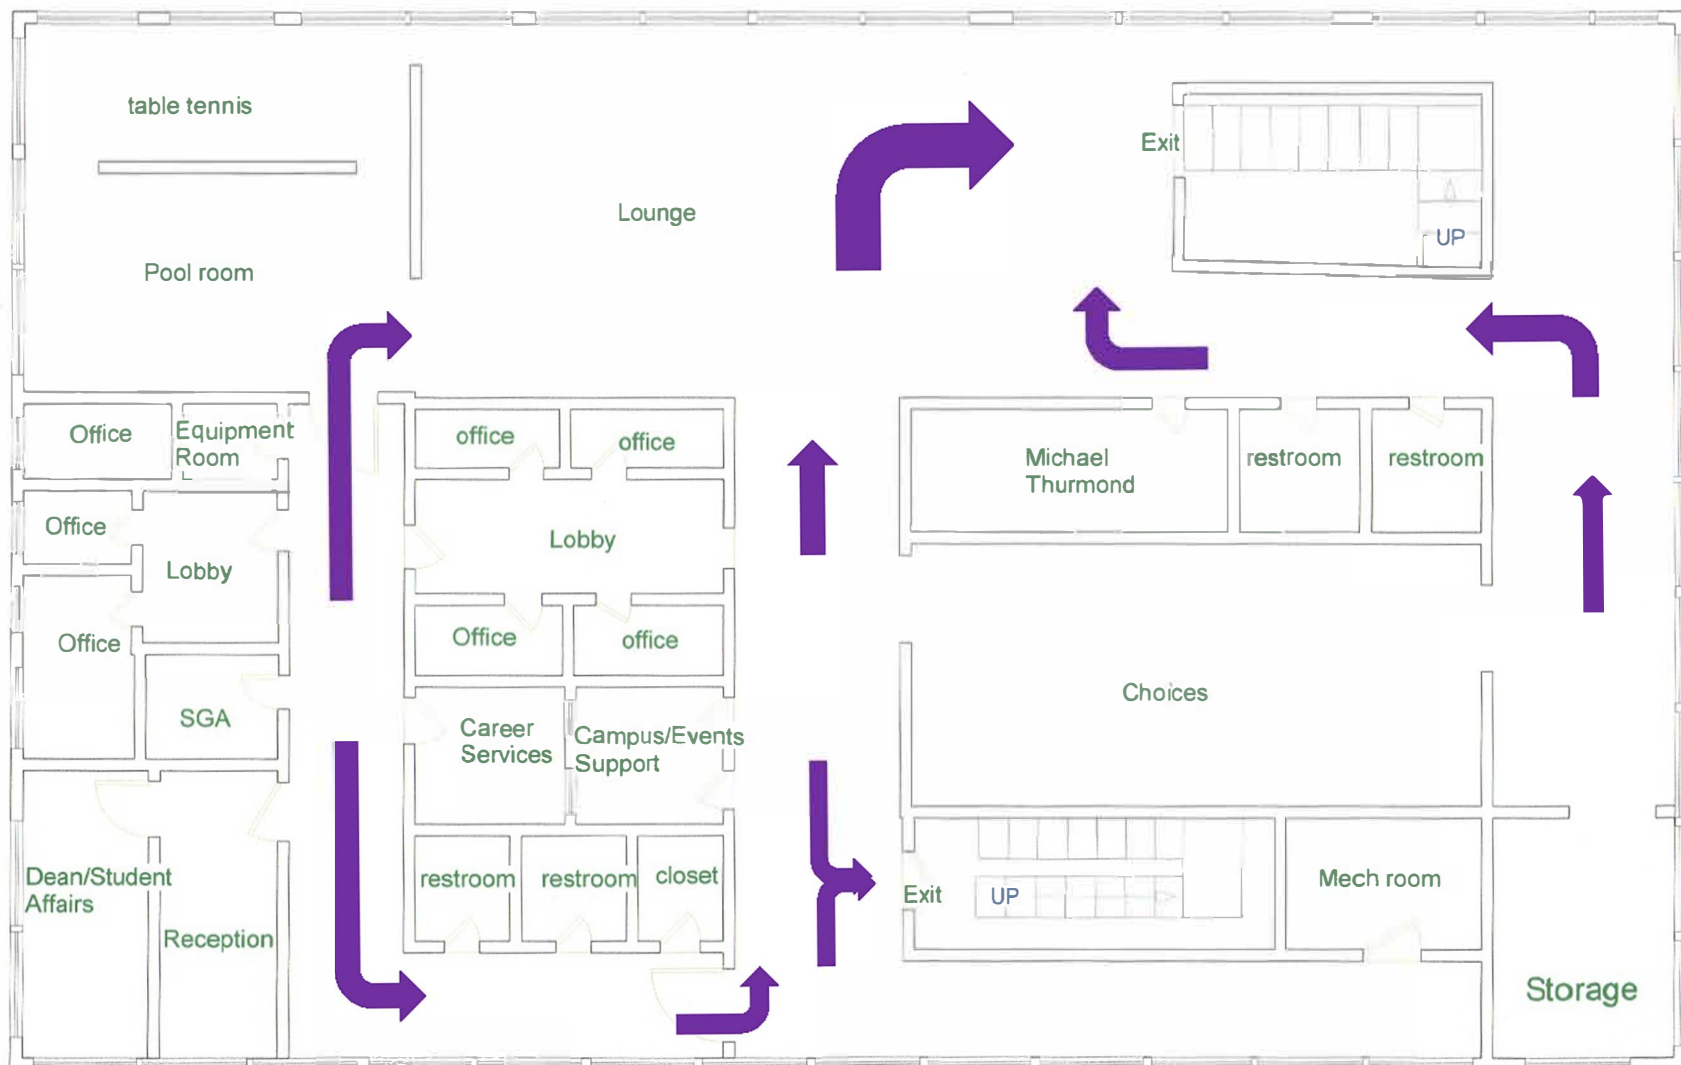 table tennis
Exit
Lounge
UP
Pool room
Office
Equipment
Room
office
office
Michael
Thurmond
restroom
restroom
Office
Lobby
Lobby
Office
Office
office
SGA
Career
Services
Campus/Events
Support
Choices
Dean/Student
Affairs
restroom
restroom
closet
Exit
UP
Mech room
Reception
Storage